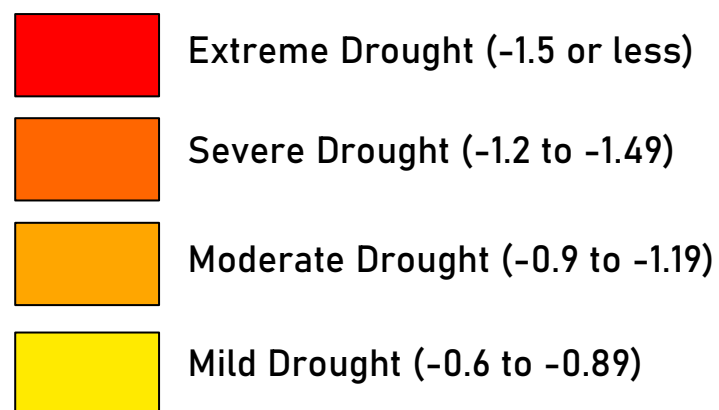 Extreme Drought (-1.5 or less)
Severe Drought (-1.2 to -1.49)
Moderate Drought (-0.9 to -1.19)
Mild Drought (-0.6 to -0.89)